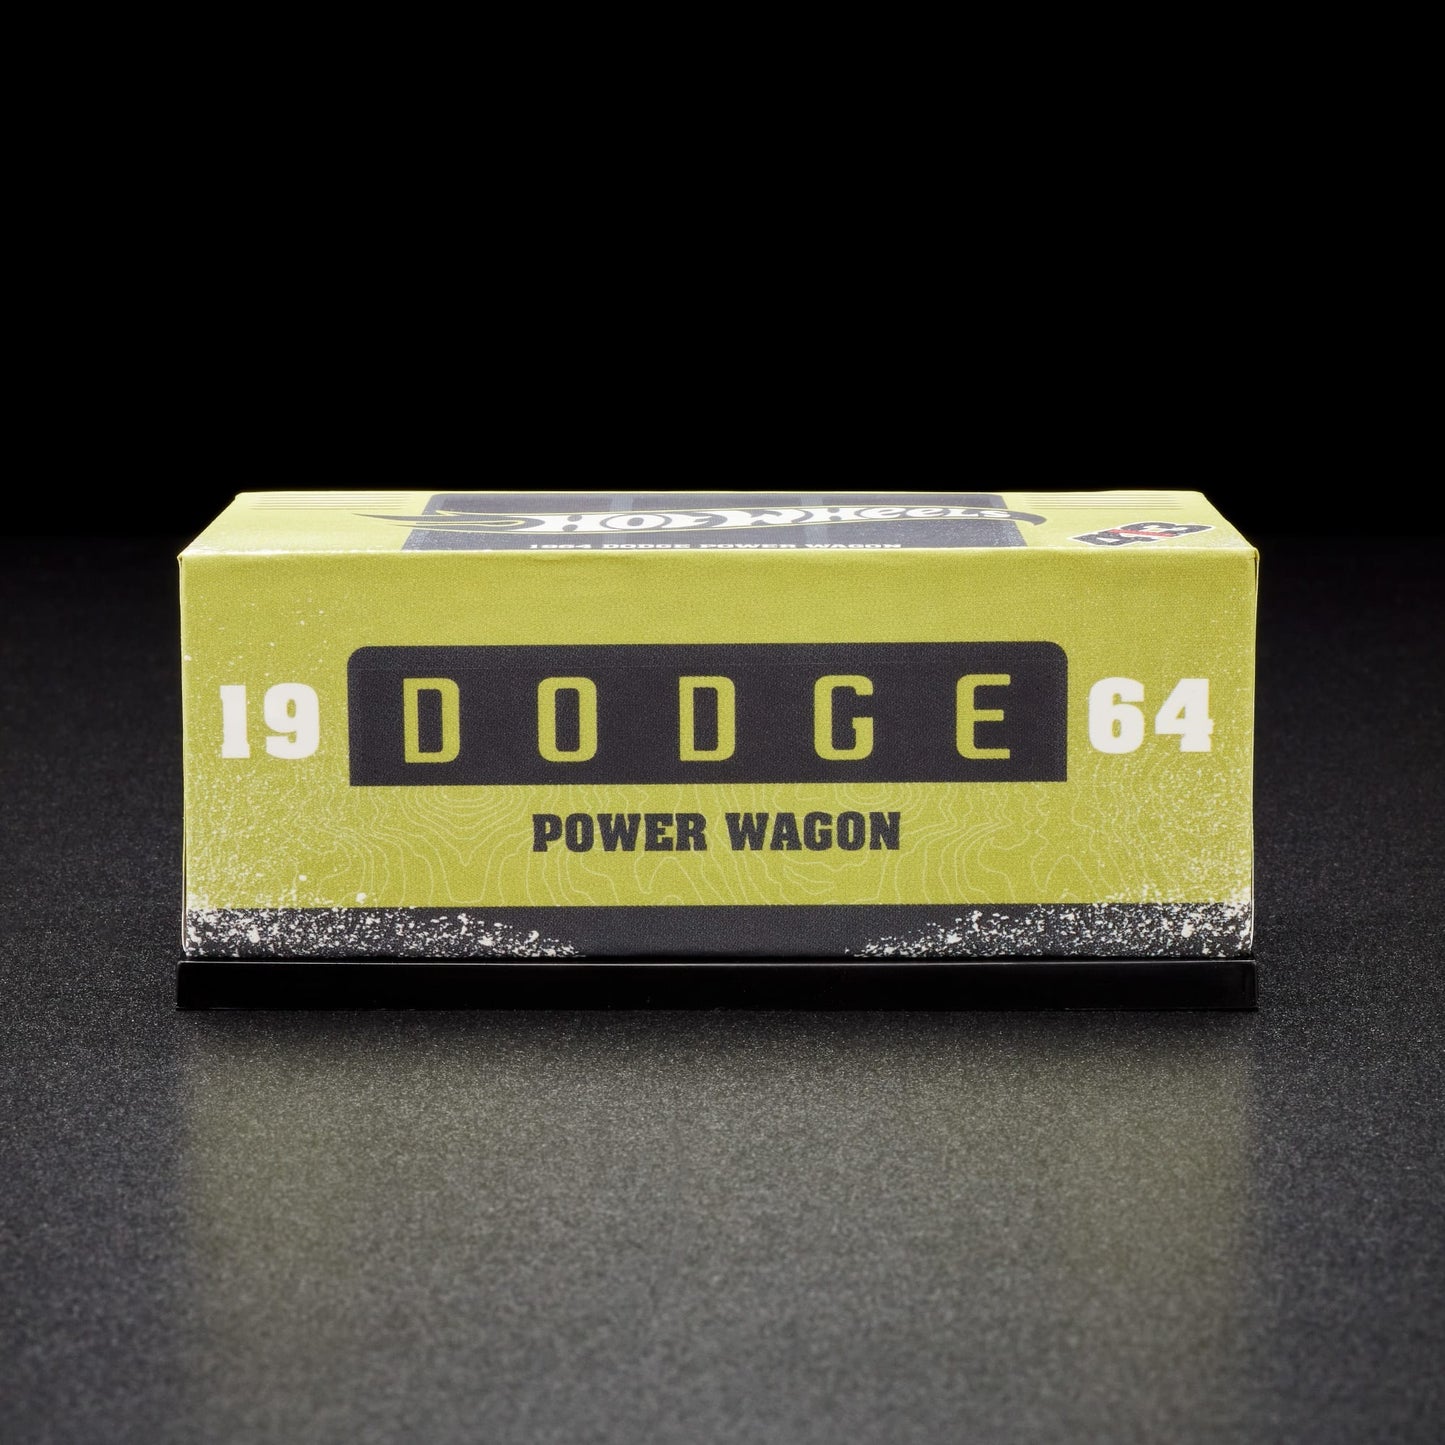 HOT WHEELS
1964 DODGE POWER WAGON
19 DODGE 64
POWER WAGON